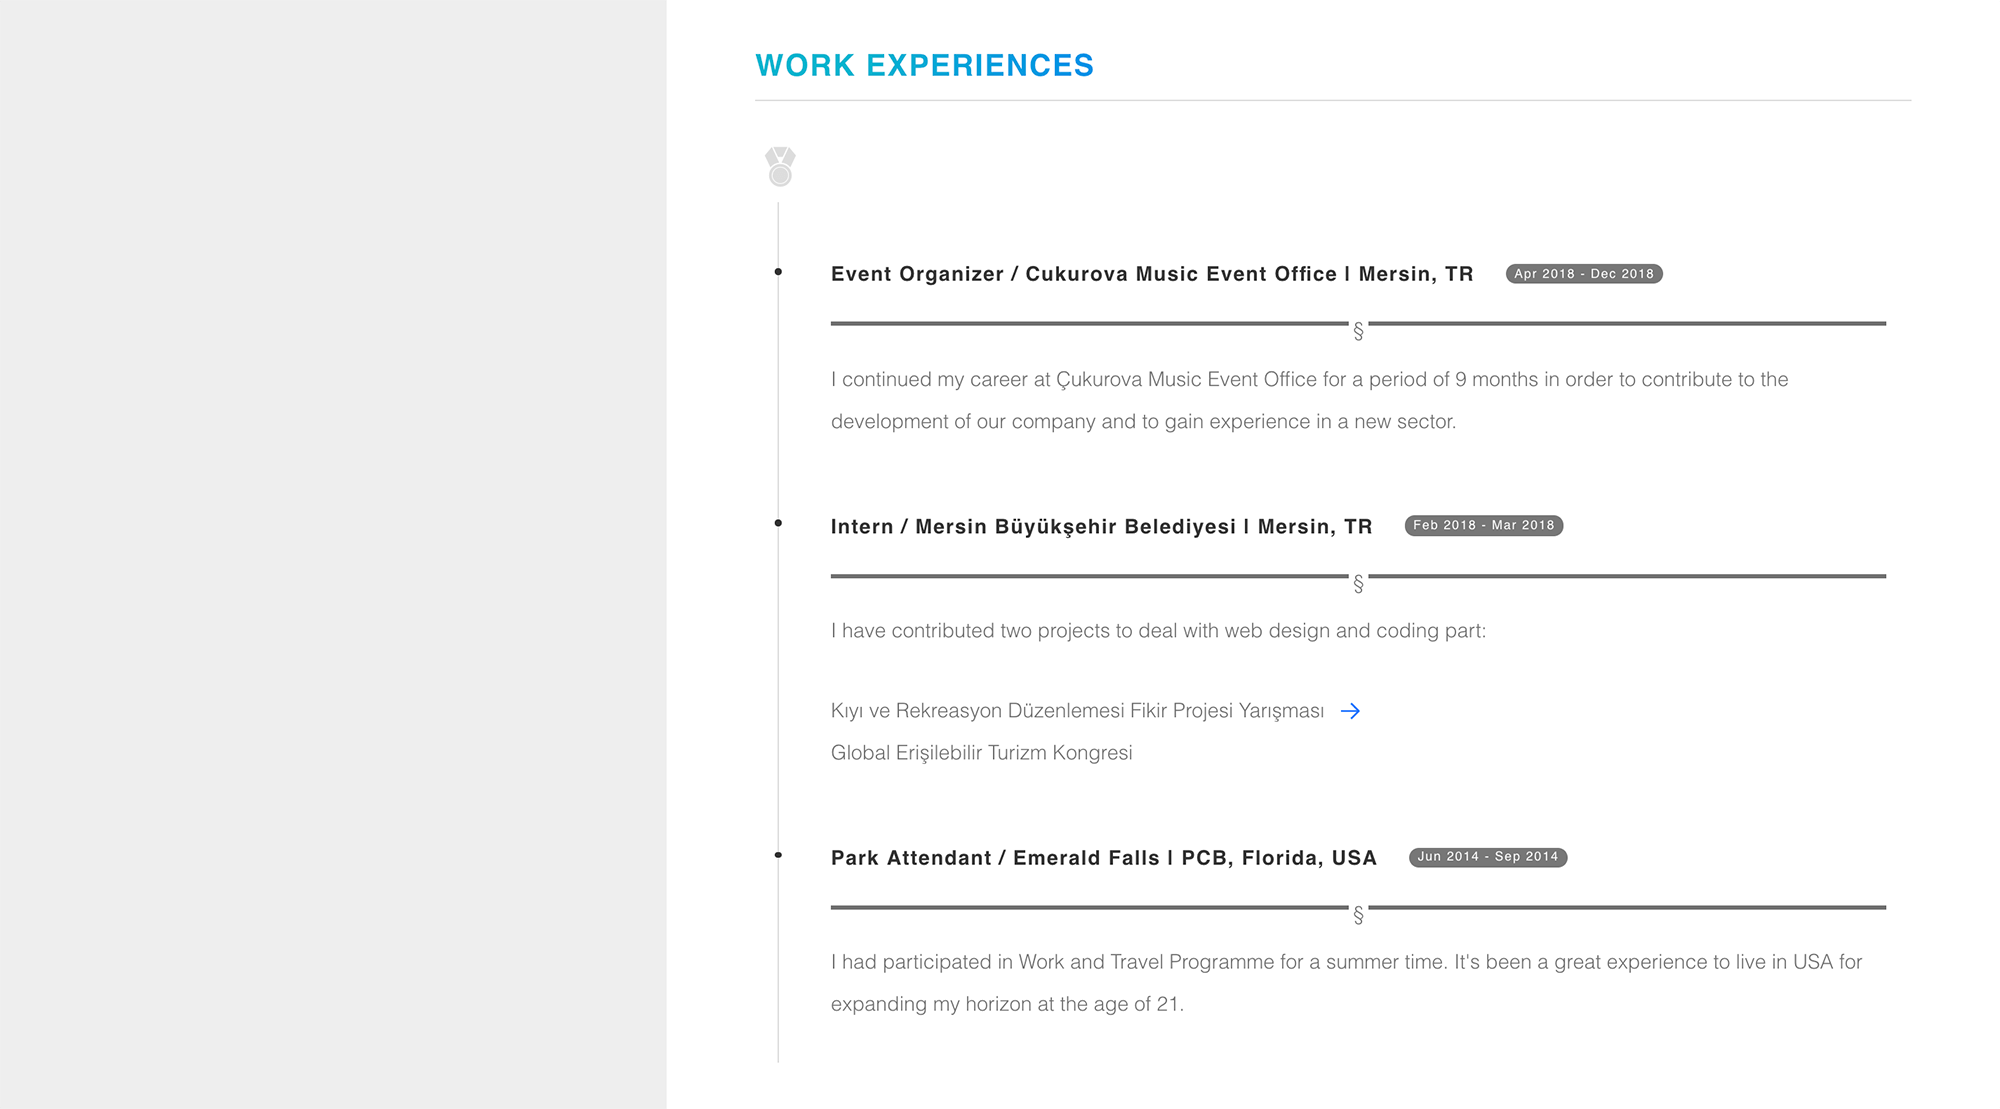 WORK EXPERIENCES
Event Organizer / Cukurova Music Event Office | Mersin, TR Apr 2018 - Dec 2018
§
I continued my career at Çukurova Music Event Office for a period of 9 months in order to contribute to the
development of our company and to gain experience in a new sector.
Intern / Mersin Büyükşehir Belediyesi | Mersin, TR Feb 2018 - Mar 2018
§
I have contributed two projects to deal with web design and coding part:
Kıyı ve Rekreasyon Düzenlemesi Fikir Projesi Yarışması →
Global Erişilebilir Turizm Kongresi
Park Attendant / Emerald Falls | PCB, Florida, USA Jun 2014 - Sep 2014
§
I had participated in Work and Travel Programme for a summer time. It's been a great experience to live in USA for
expanding my horizon at the age of 21.